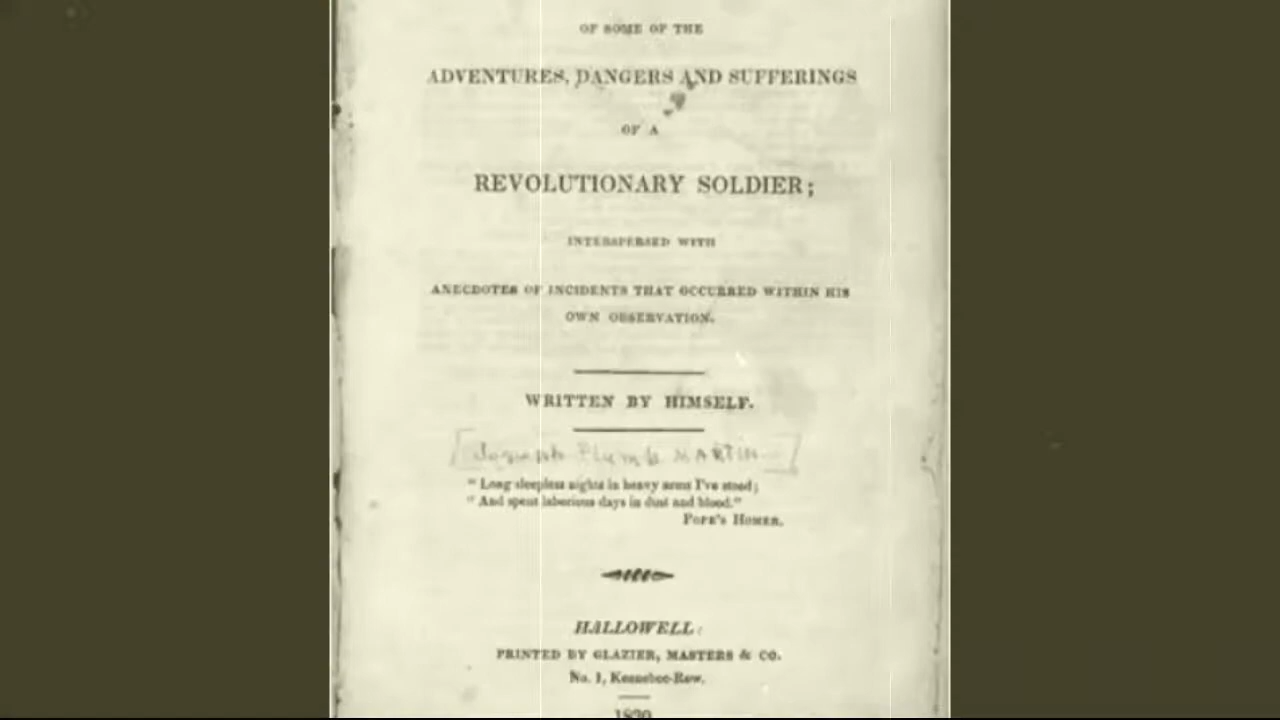 OF SOME OF THE
ADVENTURES, DANGERS AND SUFFERINGS
OF A
REVOLUTIONARY SOLDIER;
INTERSPERSED WITH
ANECDOTES OF INCIDENTS THAT OCCURRED WITHIN HIS
OWN OBSERVATION.
WRITTEN BY HIMSELF.
[Joseph Plumb MARTIN]
"Long sleepless nights in heavy arms I've stood;
"And spent laborious days in dust and blood."
POPE'S HOMER.
HALLOWELL:
PRINTED BY GLAZIER, MASTERS & CO.
No. 1, Kennebec-Row.